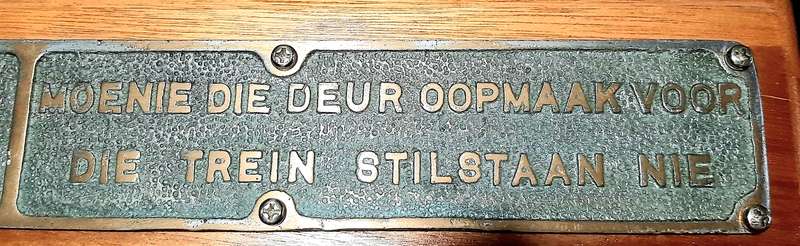 MOENIE DIE DEUR OOPMAAK VOOR
DIE TREIN STILSTAAN NIE